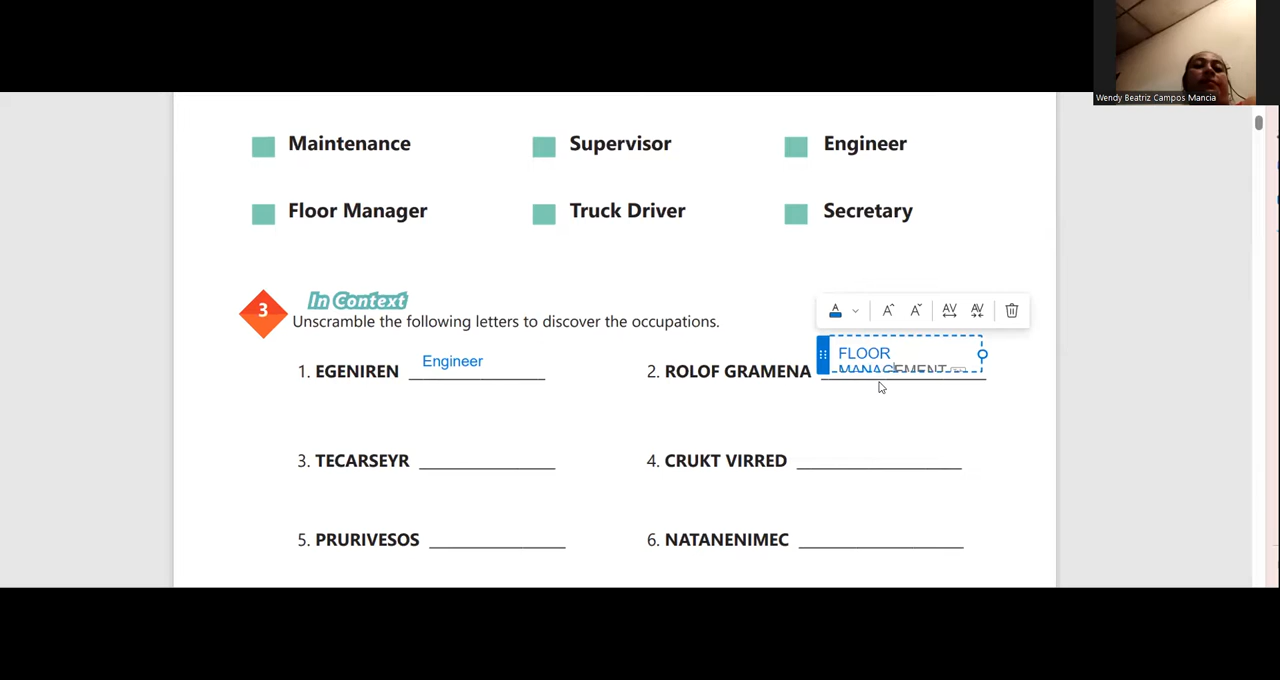 Wendy Beatriz Campos Mancia
Maintenance
Supervisor
Engineer
Floor Manager
Truck Driver
Secretary
3
In Context
Unscramble the following letters to discover the occupations.
1. EGENIREN Engineer
2. ROLOF GRAMENA FLOOR
MANAGEMENT
3. TECARSEYR
4. CRUKT VIRRED
5. PRURIVESOS
6. NATANENIMEC